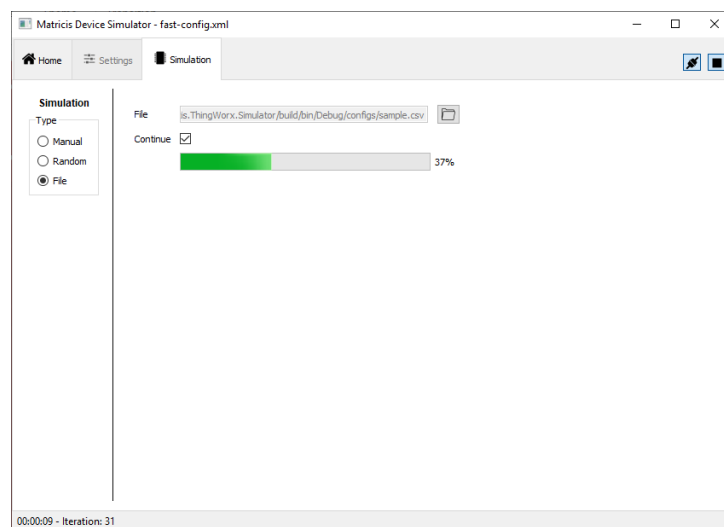 Matricis Device Simulator - fast-config.xml
Home Settings Simulation
Simulation
Type
Manual
Random
File
File is.ThingWorx.Simulator/build/bin/Debug/configs/sample.csv
Continue
37%
00:00:09 - Iteration: 31